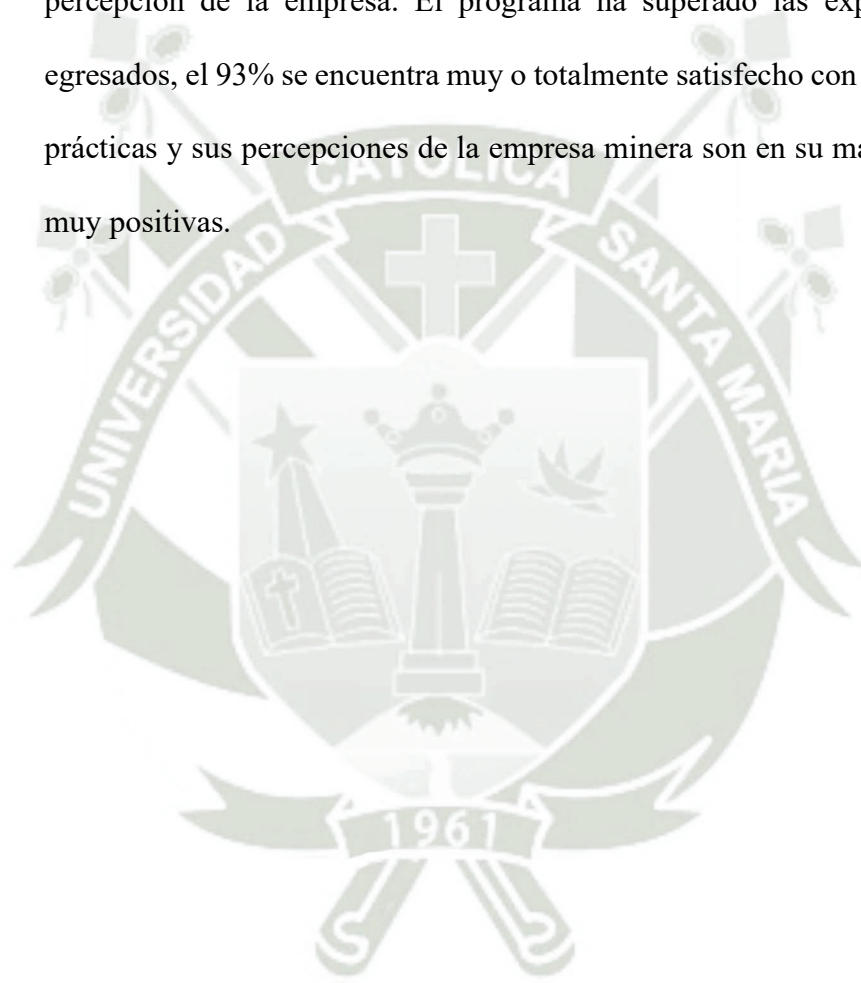 percepción de la empresa. El programa ha superado las exp
egresados, el 93% se encuentra muy o totalmente satisfecho con
prácticas y sus percepciones de la empresa minera son en su ma
muy positivas.
UNIVERSIDAD CATÓLICA SANTA MARIA
1961